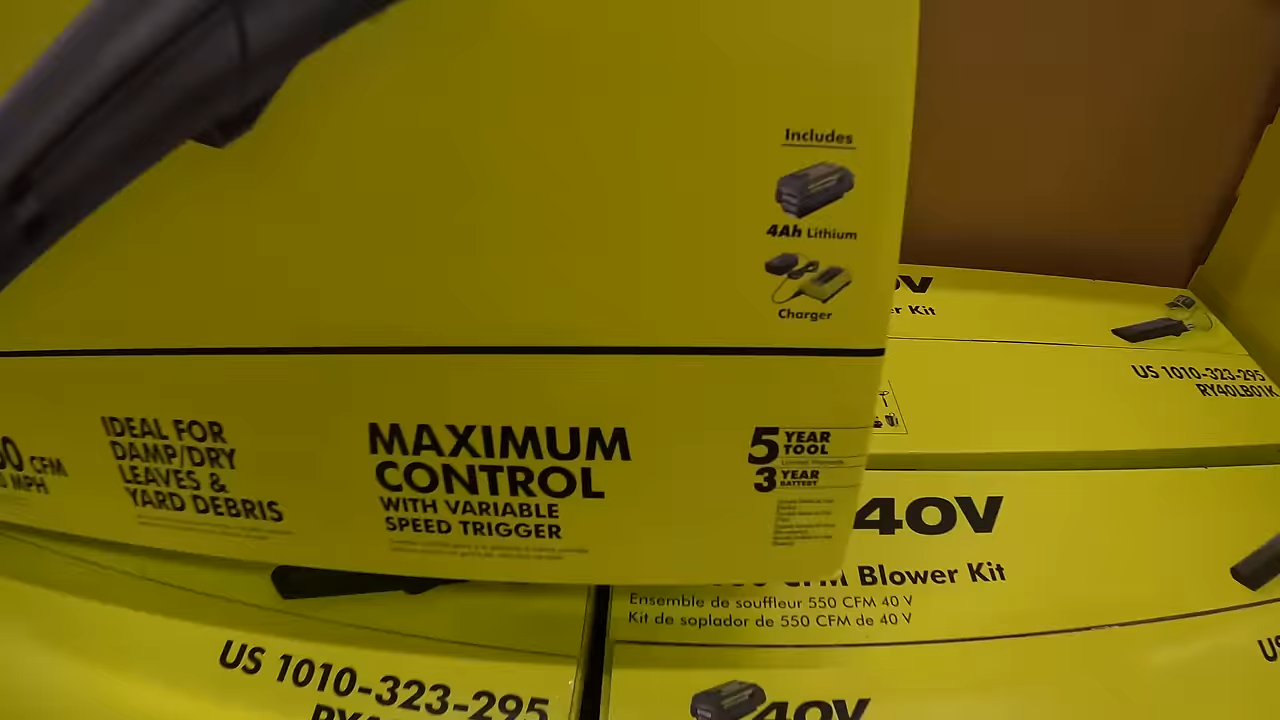 Includes
4Ah Lithium
Charger
CFM
MPH
IDEAL FOR
DAMP/DRY
LEAVES &
YARD DEBRIS
MAXIMUM
CONTROL
WITH VARIABLE
SPEED TRIGGER
5 YEAR
TOOL
3 YEAR
BATTERY
Kit
US 1010-323-295
RY40LB01K
40V
Blower Kit
Ensemble de souffleur 550 CFM 40 V
Kit de soplador de 550 CFM de 40 V
US 1010-323-295
40V